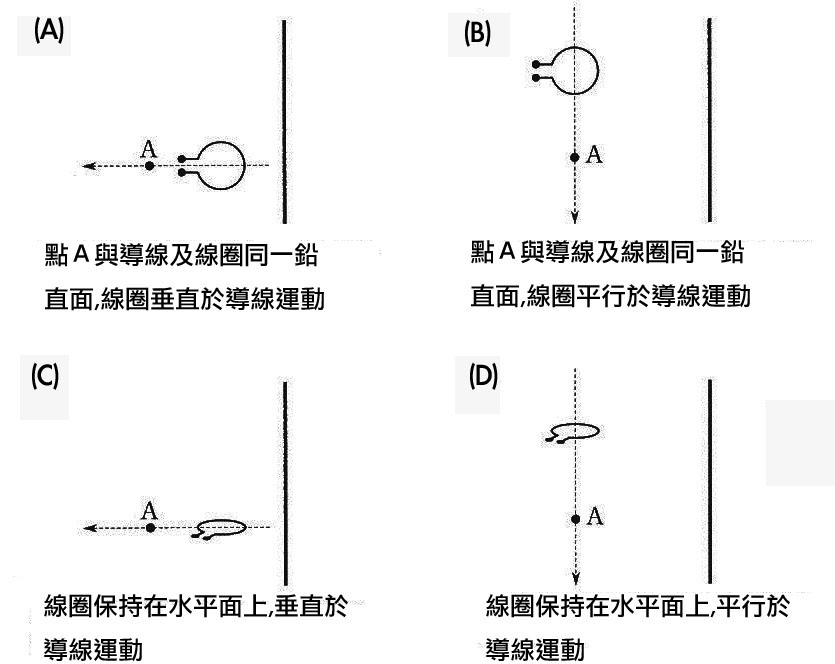 (A)
A
點A與導線及線圈同一鉛
直面,線圈垂直於導線運動
(B)
A
點A與導線及線圈同一鉛
直面,線圈平行於導線運動
(C)
A
線圈保持在水平面上,垂直於
導線運動
(D)
A
線圈保持在水平面上,平行於
導線運動